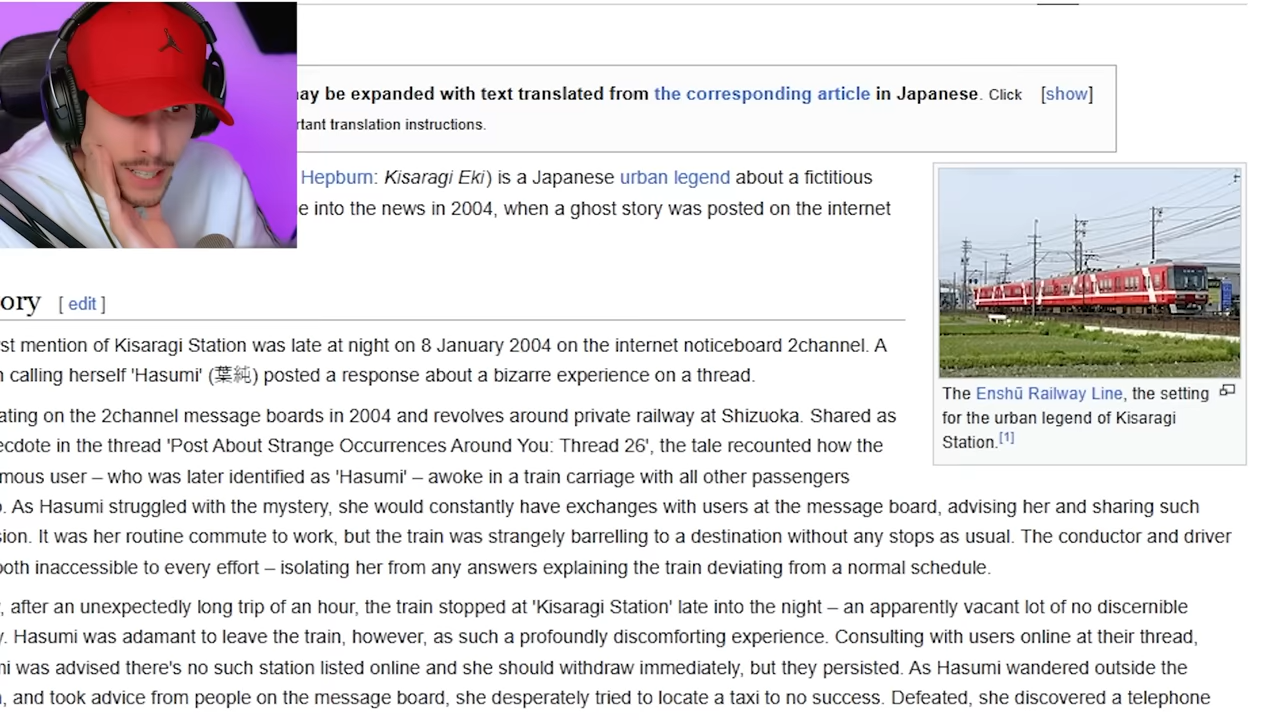 ay be expanded with text translated from the corresponding article in Japanese. Click [show]
rtant translation instructions.
Hepburn: Kisaragi Eki) is a Japanese urban legend about a fictitious
e into the news in 2004, when a ghost story was posted on the internet
The Enshū Railway Line, the setting
for the urban legend of Kisaragi
Station.[1]
ory [ edit ]
rst mention of Kisaragi Station was late at night on 8 January 2004 on the internet noticeboard 2channel. A
n calling herself 'Hasumi' (葉純) posted a response about a bizarre experience on a thread.
ating on the 2channel message boards in 2004 and revolves around private railway at Shizuoka. Shared as
ecdote in the thread 'Post About Strange Occurrences Around You: Thread 26', the tale recounted how the
mous user – who was later identified as 'Hasumi' – awoke in a train carriage with all other passengers
. As Hasumi struggled with the mystery, she would constantly have exchanges with users at the message board, advising her and sharing such
sion. It was her routine commute to work, but the train was strangely barrelling to a destination without any stops as usual. The conductor and driver
both inaccessible to every effort – isolating her from any answers explaining the train deviating from a normal schedule.
, after an unexpectedly long trip of an hour, the train stopped at 'Kisaragi Station' late into the night – an apparently vacant lot of no discernible
. Hasumi was adamant to leave the train, however, as such a profoundly discomforting experience. Consulting with users online at their thread,
mi was advised there's no such station listed online and she should withdraw immediately, but they persisted. As Hasumi wandered outside the
, and took advice from people on the message board, she desperately tried to locate a taxi to no success. Defeated, she discovered a telephone